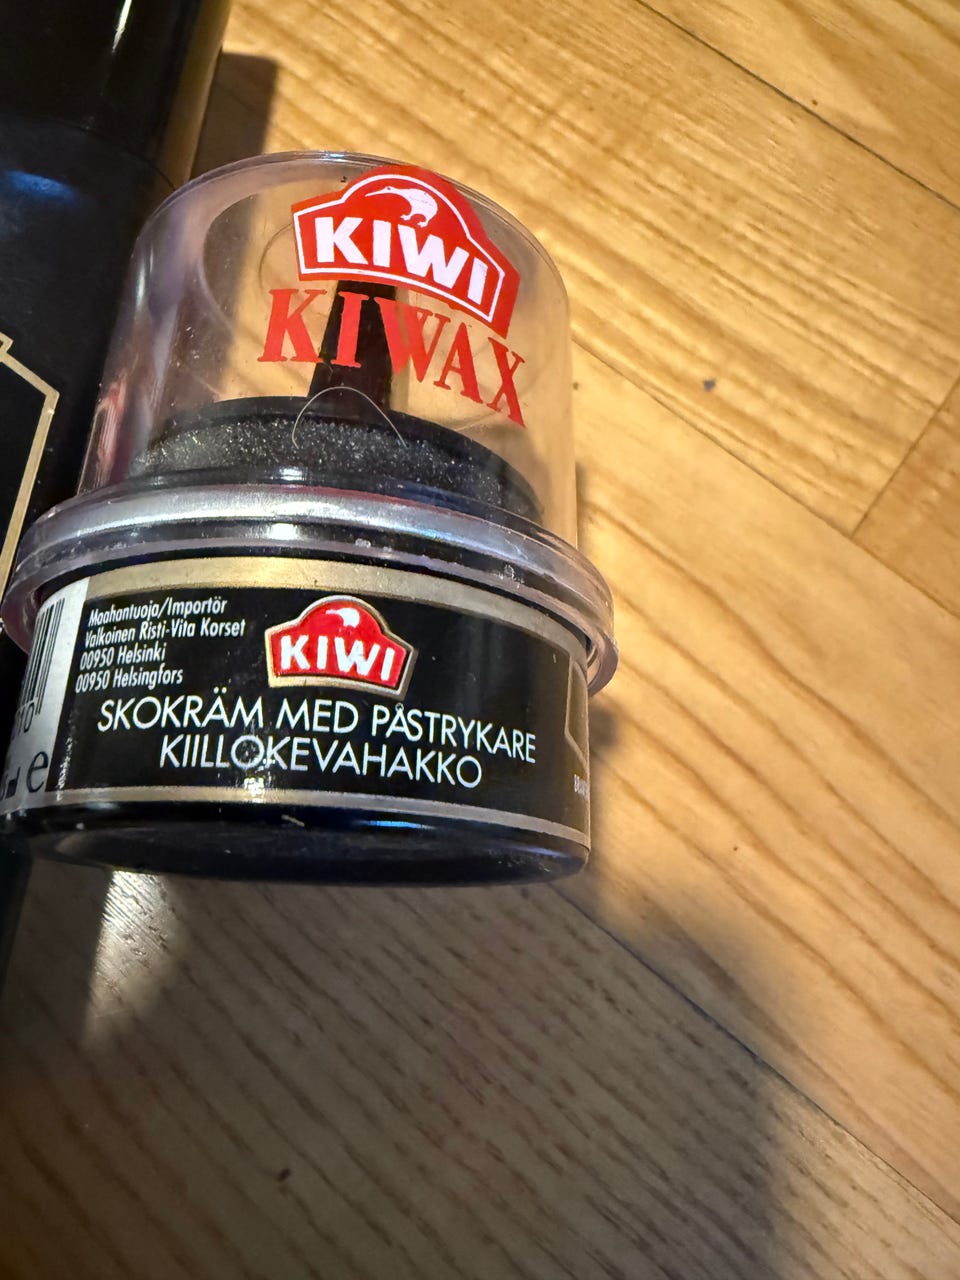 KIWI
KIWAX
Maahantuoja/Importör
Valkoinen Risti-Vita Korset
00950 Helsinki
00950 Helsingfors
KIWI
SKOKRÄM MED PÅSTRYKARE
KIILLOKEVAHAKKO
e